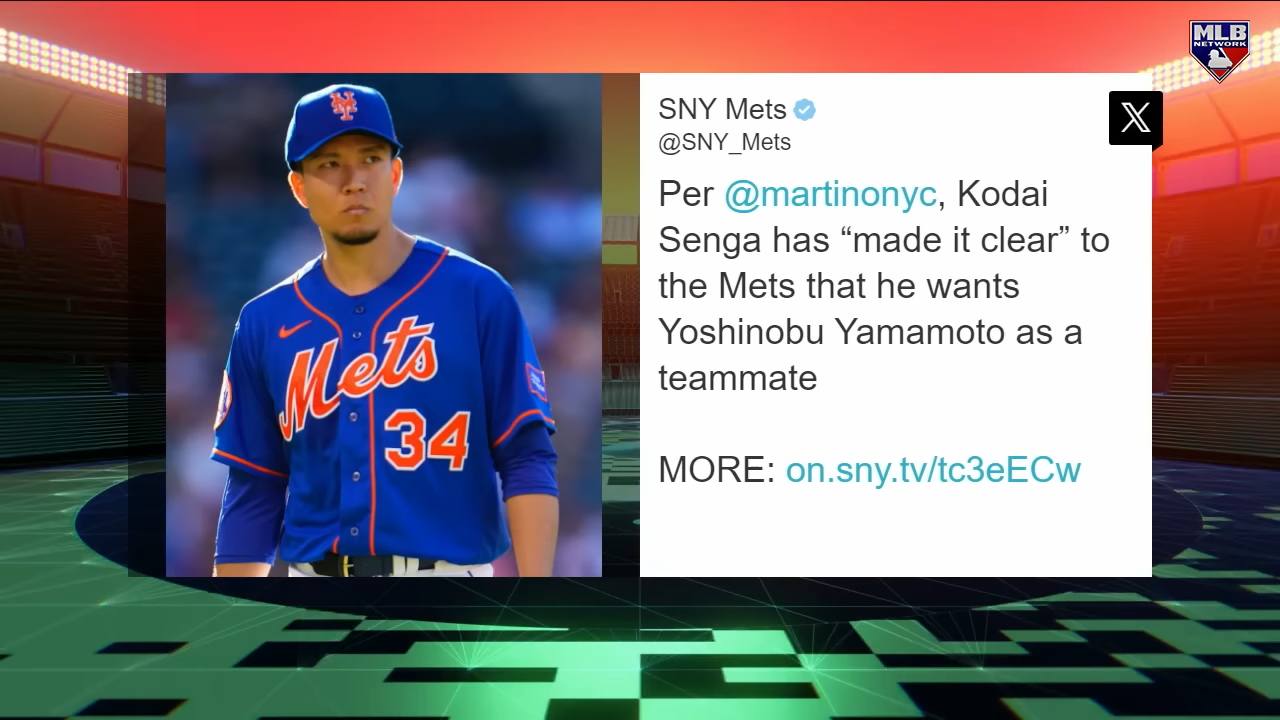 MLB
NETWORK
SNY Mets
@SNY_Mets
Per @martinonyc, Kodai
Senga has “made it clear” to
the Mets that he wants
Yoshinobu Yamamoto as a
teammate
MORE: on.sny.tv/tc3eECw
Mets
34